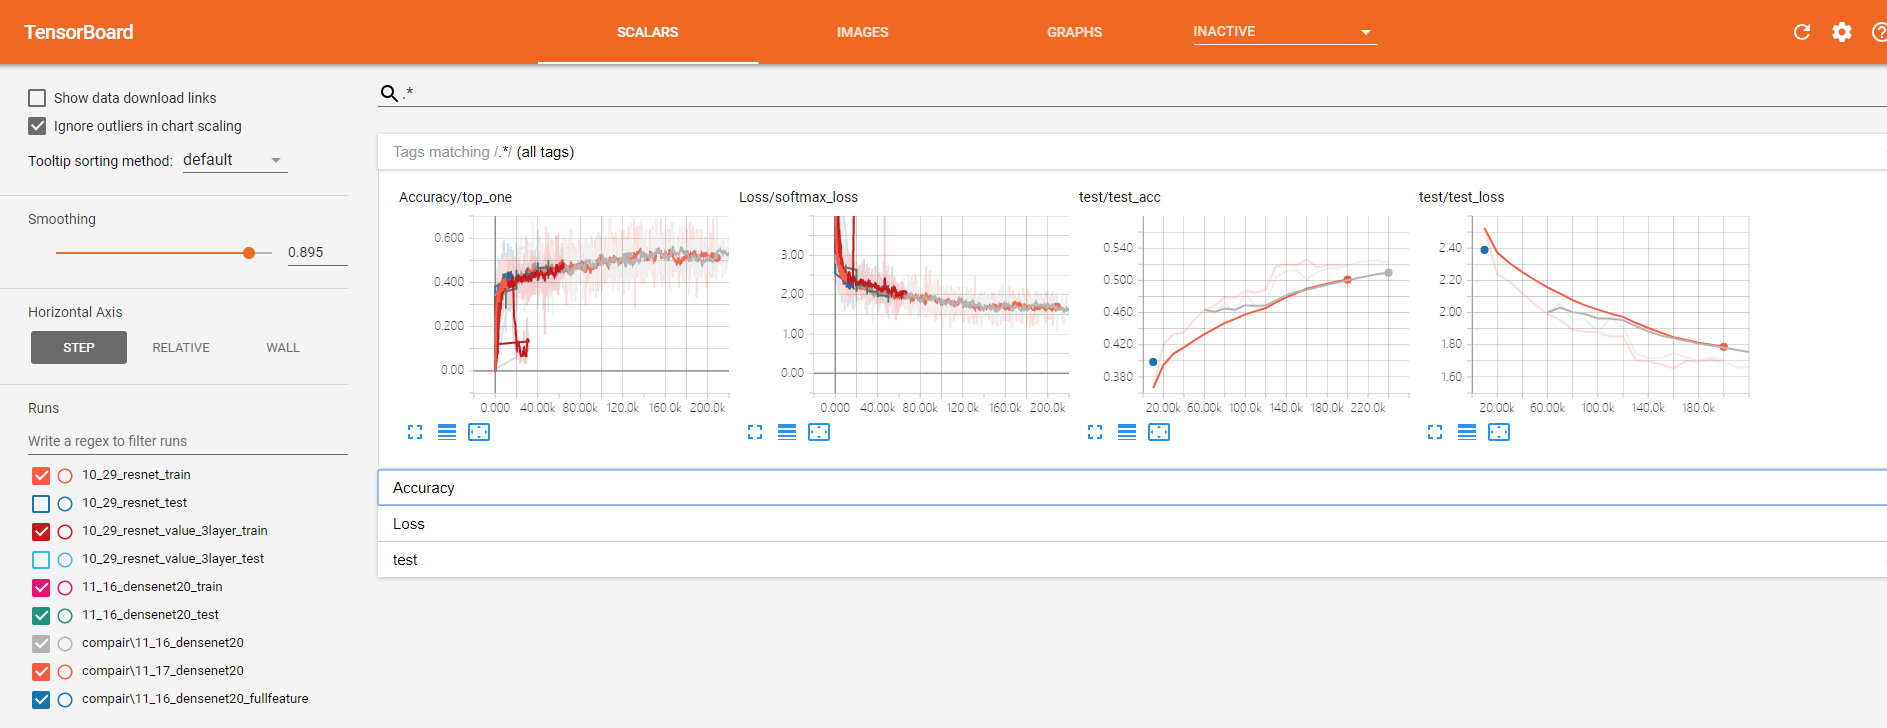 TensorBoard
SCALARS
IMAGES
GRAPHS
INACTIVE
Show data download links
Ignore outliers in chart scaling
Tooltip sorting method: default
Smoothing
0.895
Horizontal Axis
STEP RELATIVE WALL
Runs
Write a regex to filter runs
10_29_resnet_train
10_29_resnet_test
10_29_resnet_value_3layer_train
10_29_resnet_value_3layer_test
11_16_densenet20_train
11_16_densenet20_test
compair\11_16_densenet20
compair\11_17_densenet20
compair\11_16_densenet20_fullfeature
.*
Tags matching /.*/ (all tags)
Accuracy/top_one
0.600
0.400
0.200
0.00
0.000 40.00k 80.00k 120.0k 160.0k 200.0k
Loss/softmax_loss
3.00
2.00
1.00
0.00
0.000 40.00k 80.00k 120.0k 160.0k 200.0k
test/test_acc
0.540
0.500
0.460
0.420
0.380
20.00k 60.00k 100.0k 140.0k 180.0k 220.0k
test/test_loss
2.40
2.20
2.00
1.80
1.60
20.00k 60.00k 100.0k 140.0k 180.0k
Accuracy
Loss
test